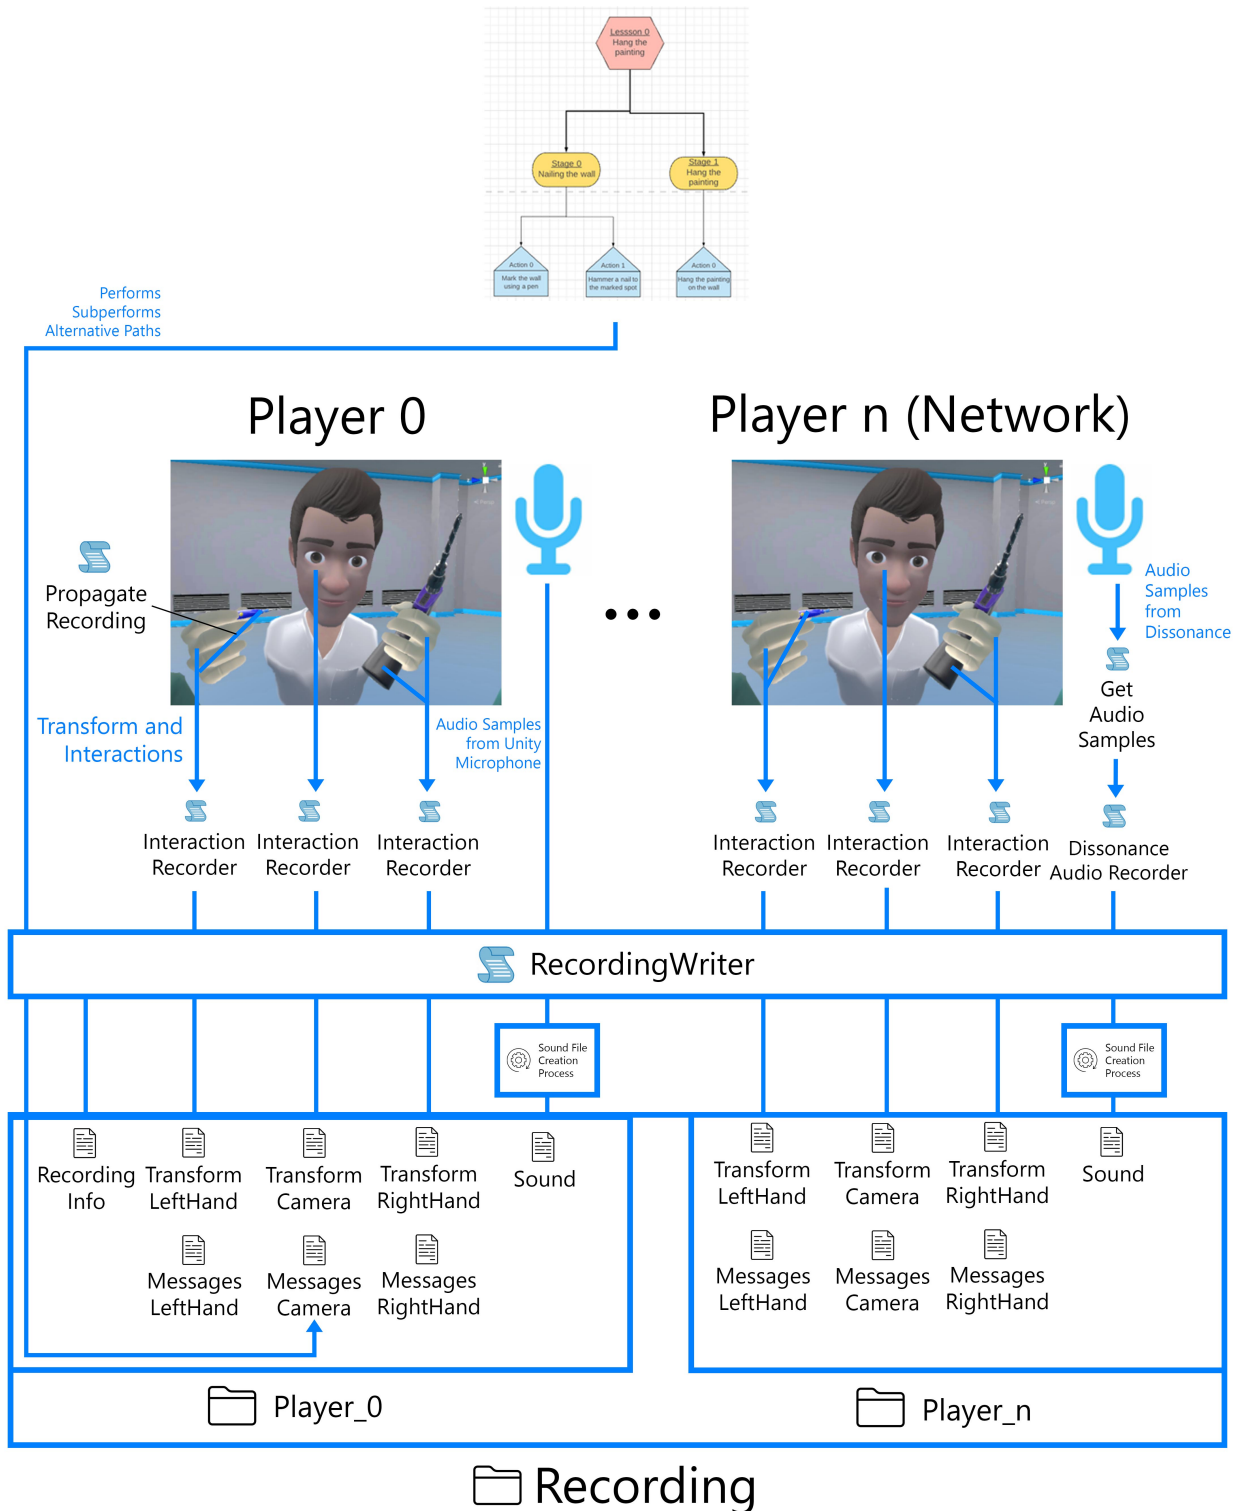 Lessson 0
Hang the
painting
Stage 0
Nailing the wall
Stage 1
Hang the
painting
Action 0
Mark the wall
using a pen
Action 1
Hammer a nail to
the marked spot
Action 0
Hang the painting
on the wall
Performs
Subperforms
Alternative Paths
Player 0
Player n (Network)
Propagate
Recording
Transform and
Interactions
Audio Samples
from Unity
Microphone
Audio
Samples
from
Dissonance
Get
Audio
Samples
Interaction
Recorder
Interaction
Recorder
Interaction
Recorder
Interaction
Recorder
Interaction
Recorder
Interaction
Recorder
Dissonance
Audio Recorder
RecordingWriter
Sound File
Creation
Process
Sound File
Creation
Process
Recording
Info
Transform
LeftHand
Transform
Camera
Transform
RightHand
Sound
Messages
LeftHand
Messages
Camera
Messages
RightHand
Transform
LeftHand
Transform
Camera
Transform
RightHand
Sound
Messages
LeftHand
Messages
Camera
Messages
RightHand
Player_0
Player_n
Recording